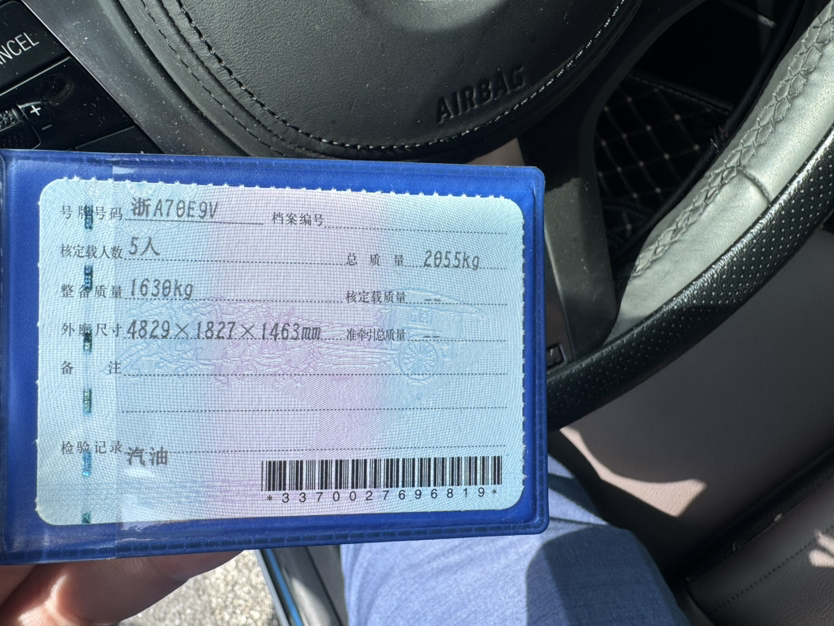 NCEL
+
-
AIRBAG
号牌号码 浙A70E9V 档案编号
核定载人数 5人 总质量 2055kg
整备质量 1630kg 核定载质量 --
外廓尺寸 4829×1827×1463mm 准牵引总质量 --
备注
检验记录 汽油
*3370027696819*